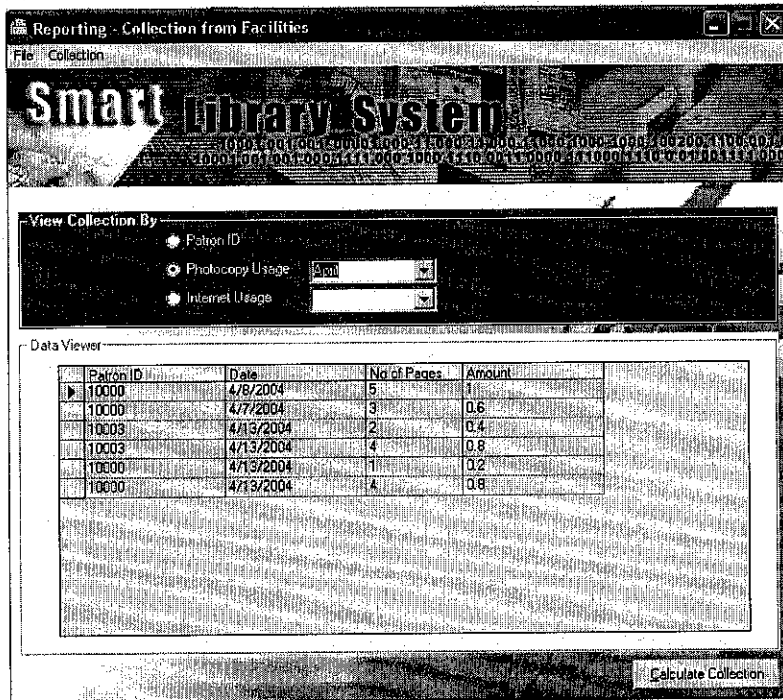 Reporting - Collection from Facilities
File Collection
Smart Library System
View Collection By
Patron ID
Photocopy Usage April
Internet Usage
Data Viewer
Patron ID Date No of Pages Amount
10000 4/8/2004 5 1
10000 4/7/2004 3 0.6
10003 4/13/2004 2 0.4
10003 4/13/2004 4 0.8
10000 4/13/2004 1 0.2
10000 4/13/2004 4 0.8
Calculate Collection